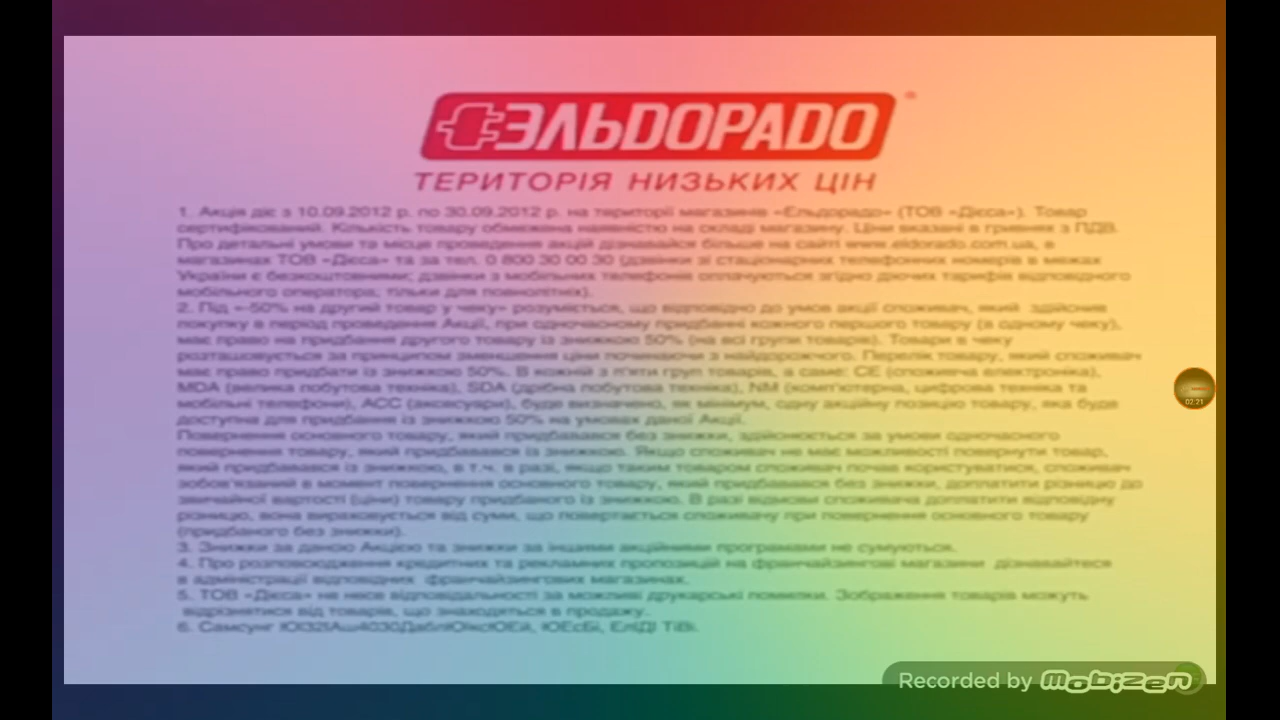 ЭЛЬDОРАDО
ТЕРИТОРІЯ НИЗЬКИХ ЦІН
1. Акція діє з 10.09.2012 р. по 30.09.2012 р. на території магазинів «Ельдорадо» (ТОВ «Дієса»). Товар
сертифікований. Кількість товару обмежена наявністю на складі магазину. Ціни вказані в гривнях з ПДВ.
Про детальні умови та місце проведення акцій дізнавайся більше на сайті www.eldorado.com.ua, в
магазинах ТОВ «Дієса» та за тел. 0 800 30 00 30 (дзвінки зі стаціонарних телефонних номерів в межах
України є безкоштовними; дзвінки з мобільних телефонів оплачуються згідно діючих тарифів відповідного
мобільного оператора; тільки для повнолітніх).
2. Під «-50% на другий товар у чеку» розуміється, що відповідно до умов акції споживач, який здійснив
покупку в період проведення Акції, при одночасному придбанні кожного першого товару (в одному чеку),
має право на придбання другого товару із знижкою 50% (на всі групи товарів). Товари в чеку
розташовується за принципом зменшення ціни починаючи з найдорожчого. Перелік товару, який споживач
має право придбати із знижкою 50%. В кожній з п'яти груп товарів, а саме: CE (споживча електроніка),
MDA (велика побутова техніка), SDA (дрібна побутова техніка), NM (комп'ютерна, цифрова техніка та
мобільні телефони), ACC (аксесуари), буде визначено, як мінімум, одну акційну позицію товару, яка буде
доступна для придбання із знижкою 50% на умовах даної Акції.
Повернення основного товару, який придбавався без знижки, здійснюється за умови одночасного
повернення товару, який придбавався із знижкою. Якщо споживач не має можливості повернути товар,
який придбавався із знижкою, в т.ч. в разі, якщо таким товаром споживач почав користуватися, споживач
зобов'язаний в момент повернення основного товару, який придбавався без знижки, доплатити різницю до
звичайної вартості (ціни) товару придбаного із знижкою. В разі відмови споживача доплатити відповідну
різницю, вона вираховується від суми, що повертається споживачу при повернення основного товару
(придбаного без знижки).
3. Знижки за даною Акцією та знижки за іншими акційними програмами не сумуються.
4. Про розповсюдження кредитних та рекламних пропозицій на франчайзингові магазини дізнавайтеся
в адміністрації відповідних франчайзингових магазинах.
5. ТОВ «Дієса» не несе відповідальності за можливі друкарські помилки. Зображення товарів можуть
відрізнятися від товарів, що знаходяться в продажу.
6. Самсунг ТіВі.
02:21
Recorded by mobizen